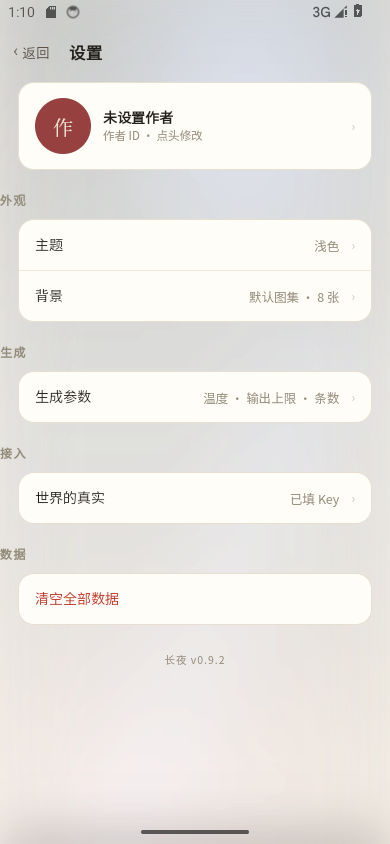 1:10
3G
返回
设置
作
未设置作者
作者 ID · 点头修改
外观
主题
浅色
背景
默认图集 · 8 张
生成
生成参数
温度 · 输出上限 · 条数
接入
世界的真实
已填 Key
数据
清空全部数据
长夜 v0.9.2